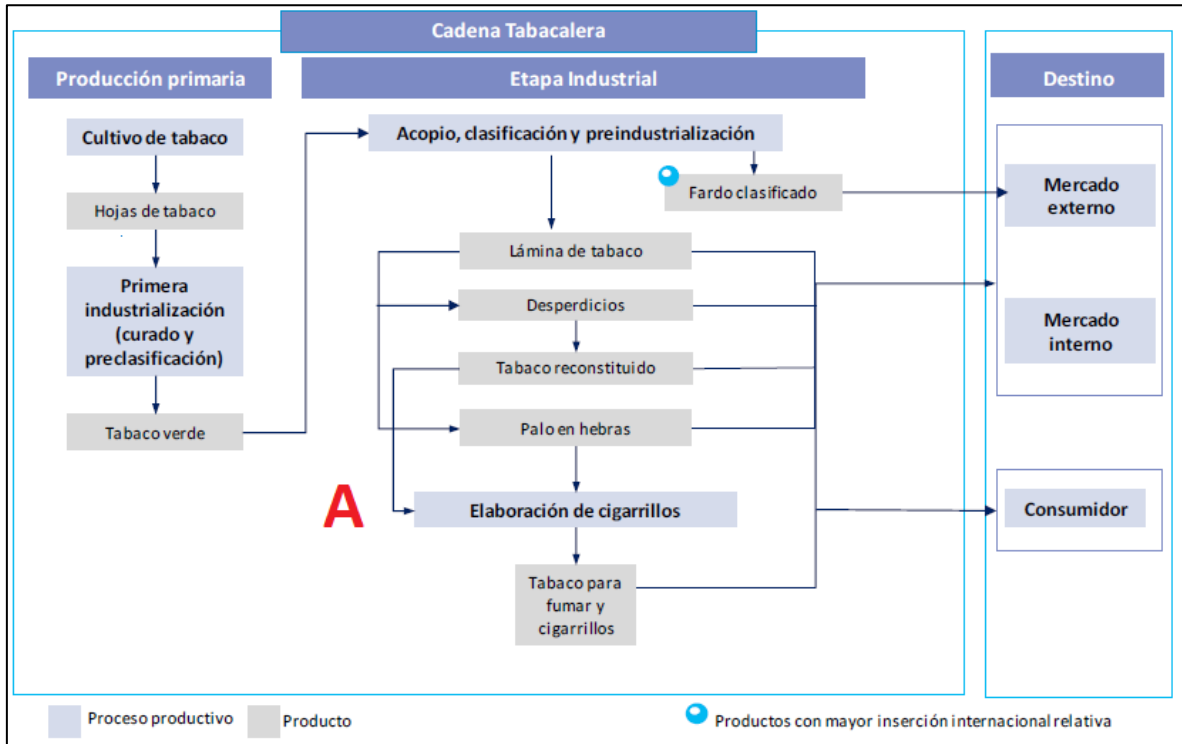 Cadena Tabacalera
Producción primaria
Etapa Industrial
Destino
Cultivo de tabaco
Hojas de tabaco
Primera
industrialización
(curado y
preclasificación)
Tabaco verde
Acopio, clasificación y preindustrialización
Fardo clasificado
Lámina de tabaco
Desperdicios
Tabaco reconstituido
Palo en hebras
A
Elaboración de cigarrillos
Tabaco para
fumar y
cigarrillos
Mercado
externo
Mercado
interno
Consumidor
Proceso productivo
Producto
Productos con mayor inserción internacional relativa